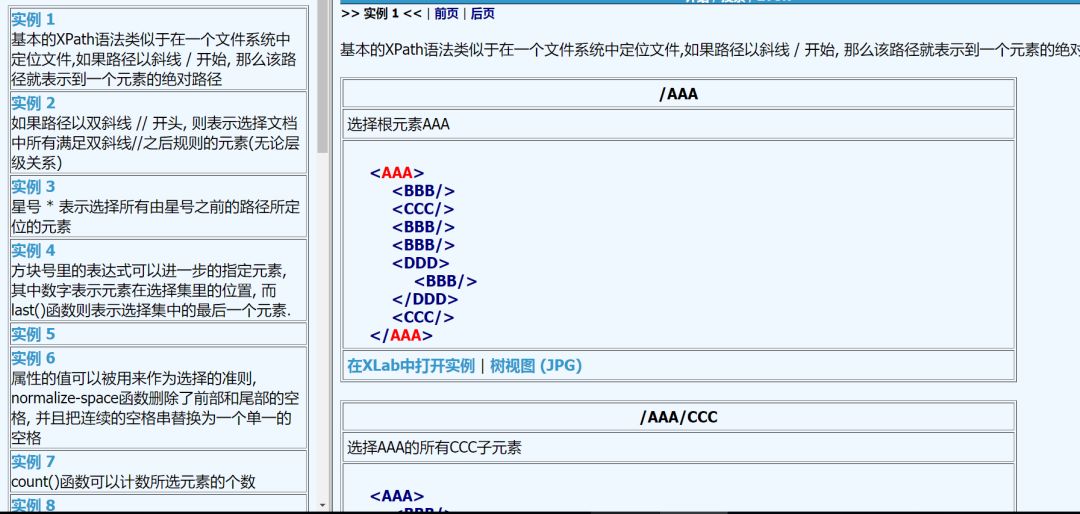 实例 1
基本的XPath语法类似于在一个文件系统中
定位文件,如果路径以斜线 / 开始, 那么该路
径就表示到一个元素的绝对路径
实例 2
如果路径以双斜线 // 开头, 则表示选择文档
中所有满足双斜线//之后规则的元素(无论层
级关系)
实例 3
星号 * 表示选择所有由星号之前的路径所定
位的元素
实例 4
方块号里的表达式可以进一步的指定元素,
其中数字表示元素在选择集里的位置, 而
last()函数则表示选择集中的最后一个元素.
实例 5
实例 6
属性的值可以被用来作为选择的准则,
normalize-space函数删除了前部和尾部的空
格, 并且把连续的空格串替换为一个单一的
空格
实例 7
count()函数可以计数所选元素的个数
实例 8
>> 实例 1 << | 前页 | 后页
基本的XPath语法类似于在一个文件系统中定位文件,如果路径以斜线 / 开始, 那么该路径就表示到一个元素的绝对
/AAA
选择根元素AAA
<AAA>
<BBB/>
<CCC/>
<BBB/>
<BBB/>
<DDD>
<BBB/>
</DDD>
<CCC/>
</AAA>
在XLab中打开实例 | 树视图 (JPG)
/AAA/CCC
选择AAA的所有CCC子元素
<AAA>